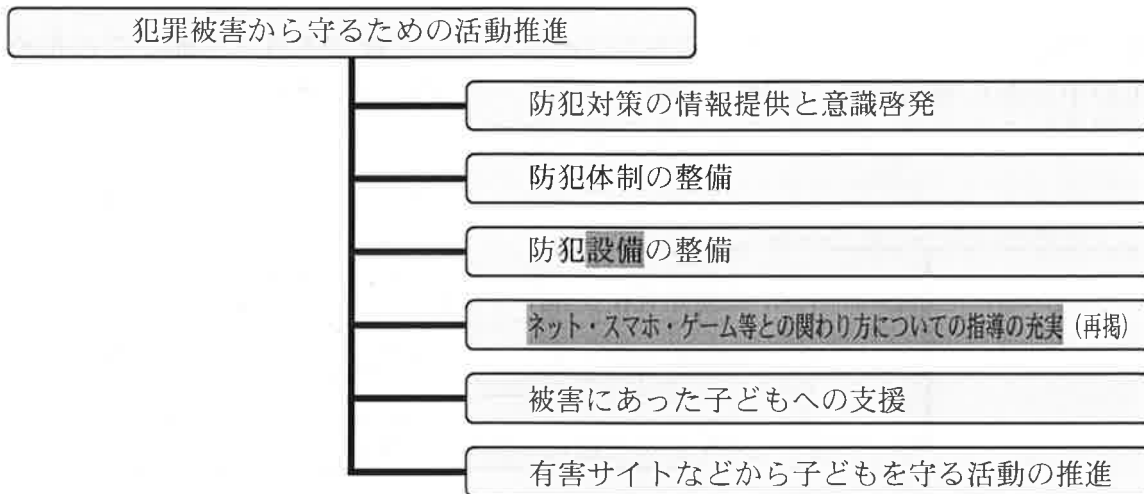 犯罪被害から守るための活動推進
防犯対策の情報提供と意識啓発
防犯体制の整備
防犯設備の整備
ネット・スマホ・ゲーム等との関わり方についての指導の充実（再掲）
被害にあった子どもへの支援
有害サイトなどから子どもを守る活動の推進